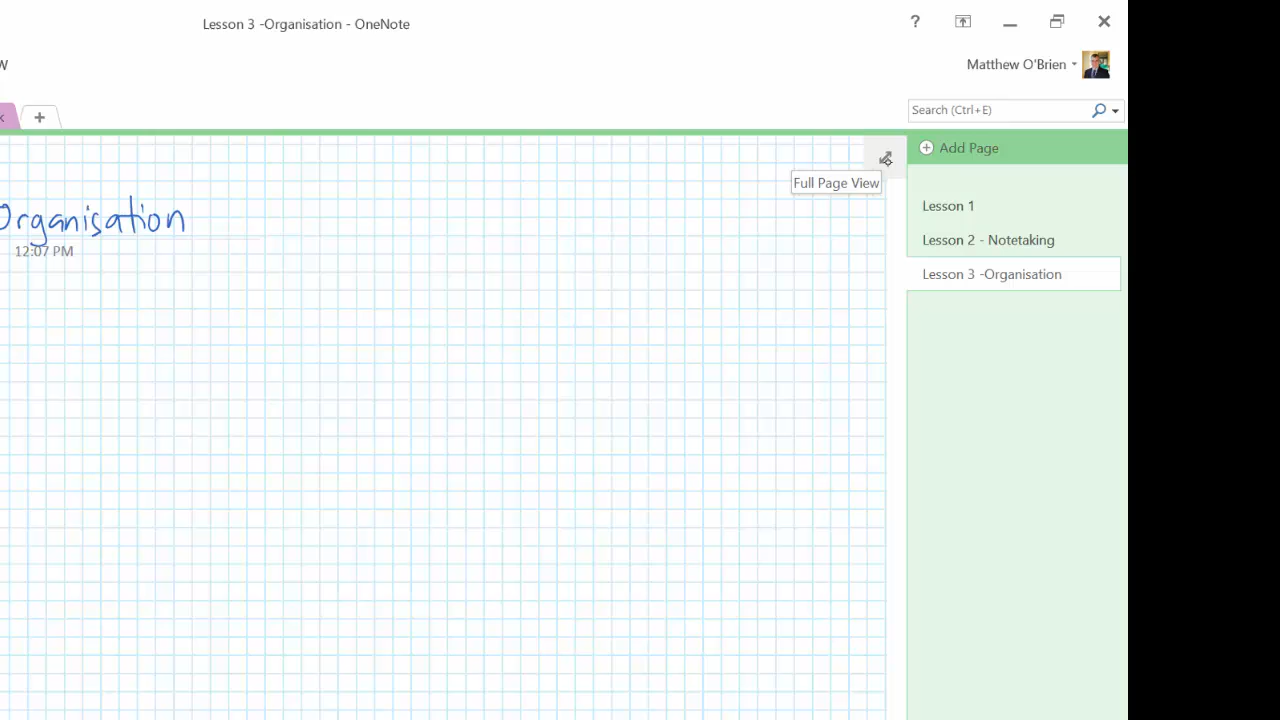 Lesson 3 -Organisation - OneNote
Matthew O'Brien
Search (Ctrl+E)
Add Page
Full Page View
Lesson 1
Organisation
Lesson 2 - Notetaking
12:07 PM
Lesson 3 -Organisation